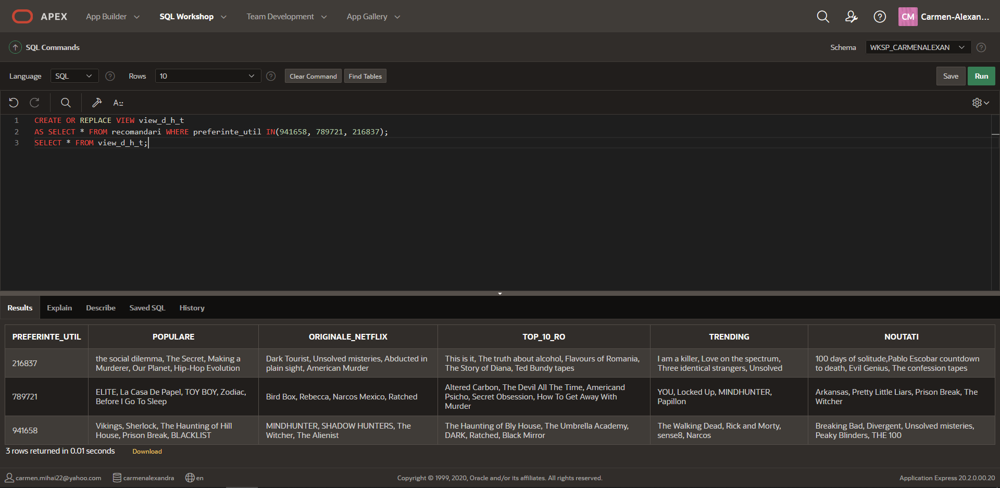 APEX App Builder SQL Workshop Team Development App Gallery CM Carmen-Alexan...
SQL Commands Schema WKSP_CARMENALEXAN
Language SQL Rows 10 Clear Command Find Tables Save Run
A::
1 CREATE OR REPLACE VIEW view_d_h_t
2 AS SELECT * FROM recomandari WHERE preferinte_util IN(941658, 789721, 216837);
3 SELECT * FROM view_d_h_t;
Results Explain Describe Saved SQL History
PREFERINTE_UTIL POPULARE ORIGINALE_NETFLIX TOP_10_RO TRENDING NOUTATI
216837
the social dilemma, The Secret, Making a
Murderer, Our Planet, Hip-Hop Evolution
Dark Tourist, Unsolved misteries, Abducted in
plain sight, American Murder
This is it, The truth about alcohol, Flavours of Romania,
The Story of Diana, Ted Bundy tapes
I am a killer, Love on the spectrum,
Three identical strangers, Unsolved
100 days of solitude,Pablo Escobar countdown
to death, Evil Genius, The confession tapes
789721
ELITE, La Casa De Papel, TOY BOY, Zodiac,
Before I Go To Sleep
Bird Box, Rebecca, Narcos Mexico, Ratched
Altered Carbon, The Devil All The Time, Americand
Psicho, Secret Obsession, How To Get Away With
Murder
YOU, Locked Up, MINDHUNTER,
Papillon
Arkansas, Pretty Little Liars, Prison Break, The
Witcher
941658
Vikings, Sherlock, The Haunting of Hill
House, Prison Break, BLACKLIST
MINDHUNTER, SHADOW HUNTERS, The
Witcher, The Alienist
The Haunting of Bly House, The Umbrella Academy,
DARK, Ratched, Black Mirror
The Walking Dead, Rick and Morty,
sense8, Narcos
Breaking Bad, Divergent, Unsolved misteries,
Peaky Blinders, THE 100
3 rows returned in 0.01 seconds Download
carmen.mihai22@yahoo.com carmenalexandra en Copyright © 1999, 2020, Oracle and/or its affiliates. All rights reserved. Application Express 20.2.0.00.20